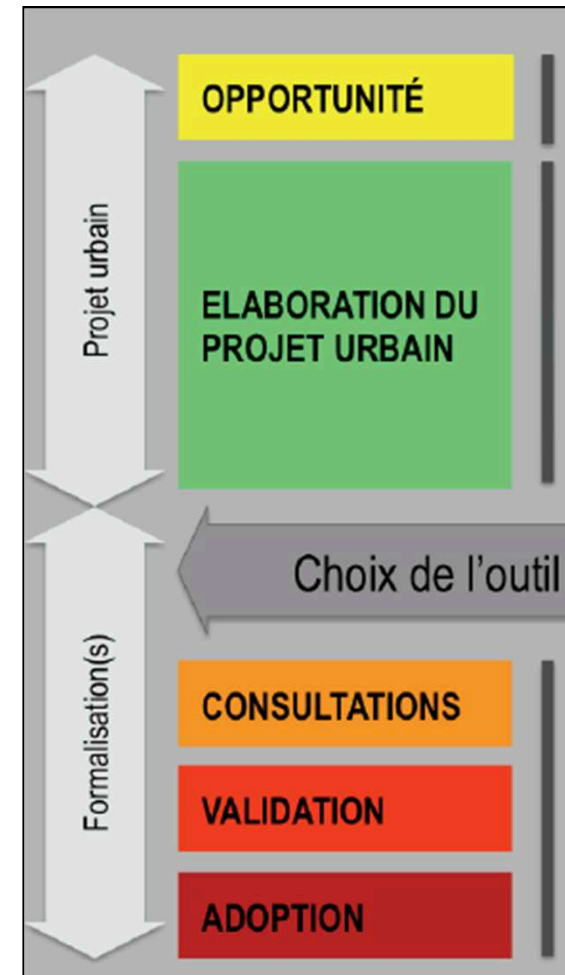 OPPORTUNITÉ
Projet urbain
ELABORATION DU
PROJET URBAIN
Choix de l'outil
Formalisation(s)
CONSULTATIONS
VALIDATION
ADOPTION